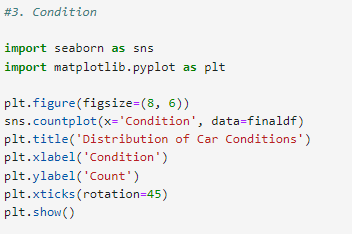 #3. Condition
import seaborn as sns
import matplotlib.pyplot as plt
plt.figure(figsize=(8, 6))
sns.countplot(x='Condition', data=finaldf)
plt.title('Distribution of Car Conditions')
plt.xlabel('Condition')
plt.ylabel('Count')
plt.xticks(rotation=45)
plt.show()